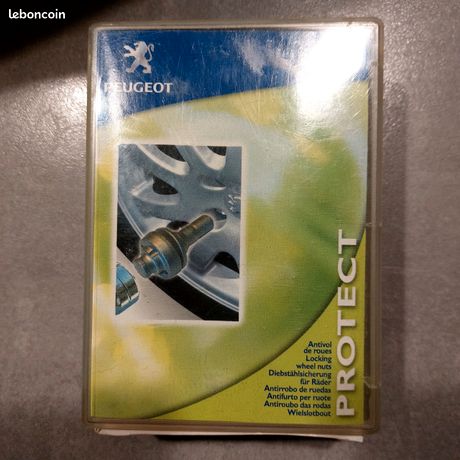 leboncoin
PEUGEOT
PROTECT
Antivol
de roues
Locking
wheel nuts
Diebstählsicherung
für Räder
Antirrobo de ruedas
Antifurto per ruote
Antiroubo das rodas
Wielslotbout